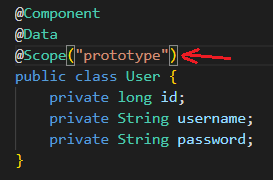 @Component
@Data
@Scope("prototype")
public class User {
private long id;
private String username;
private String password;
}